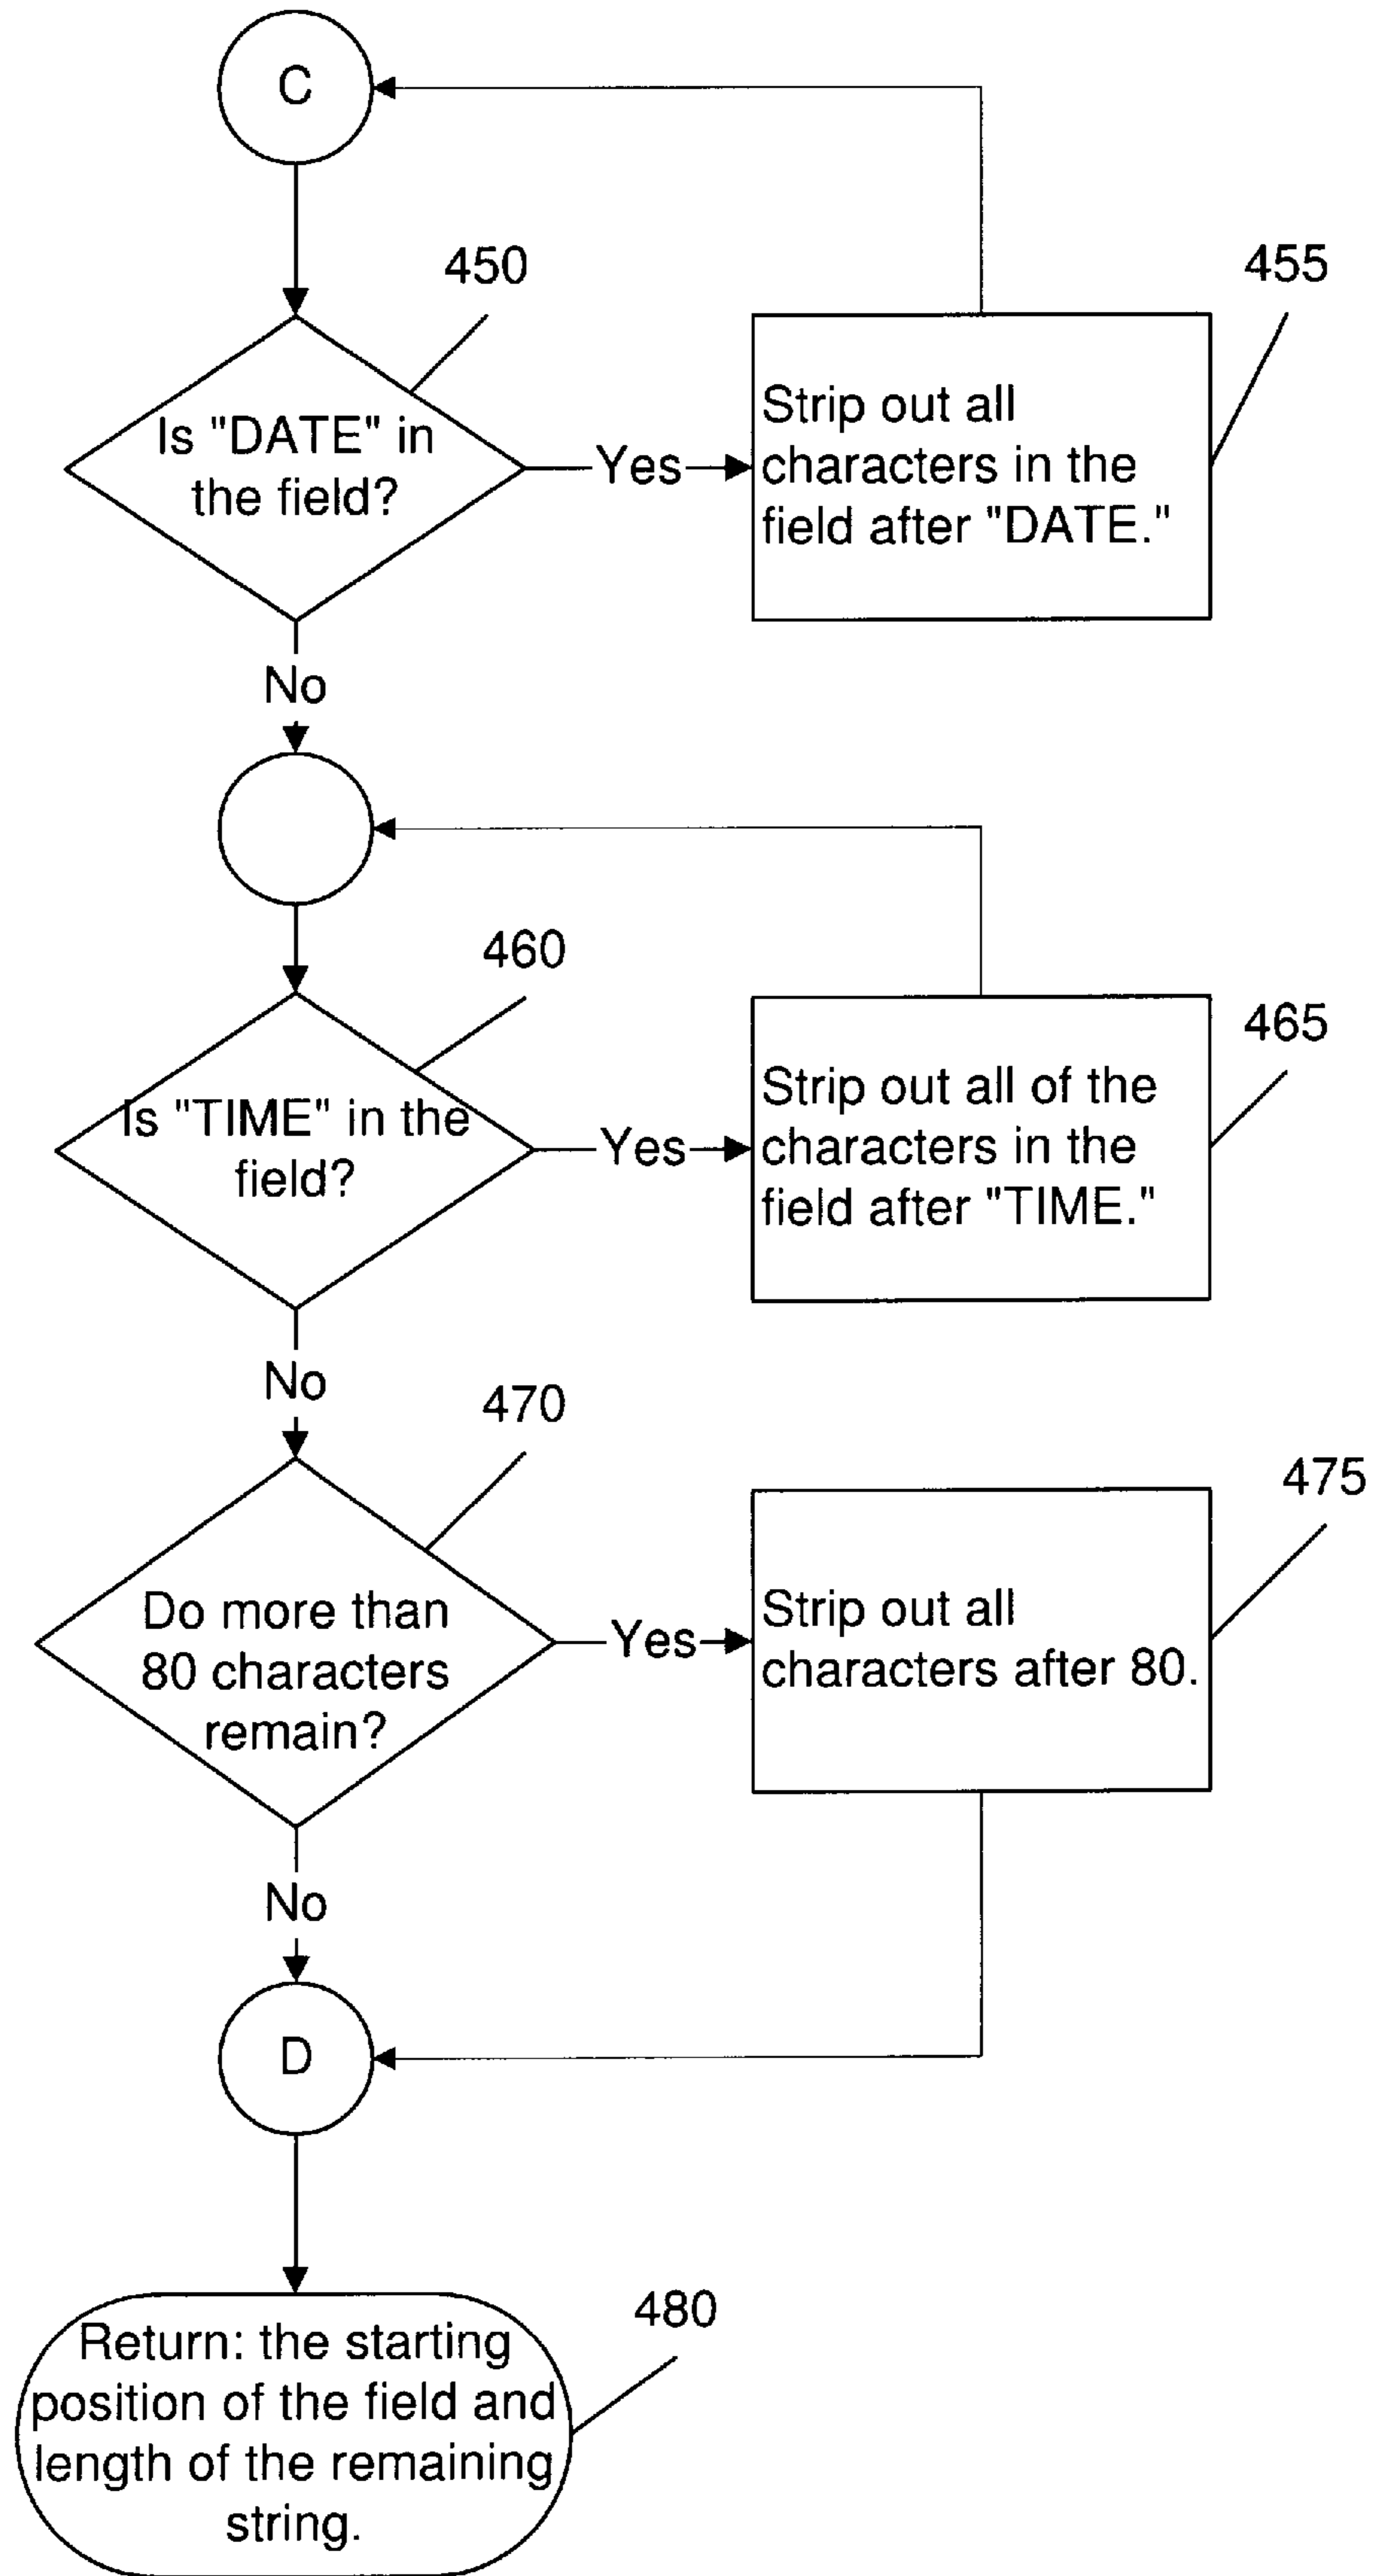 C
450
455
Is "DATE" in
the field?
Yes
Strip out all
characters in the
field after "DATE."
No
460
465
Is "TIME" in the
field?
Yes
Strip out all of the
characters in the
field after "TIME."
No
470
475
Do more than
80 characters
remain?
Yes
Strip out all
characters after 80.
No
D
480
Return: the starting
position of the field and
length of the remaining
string.